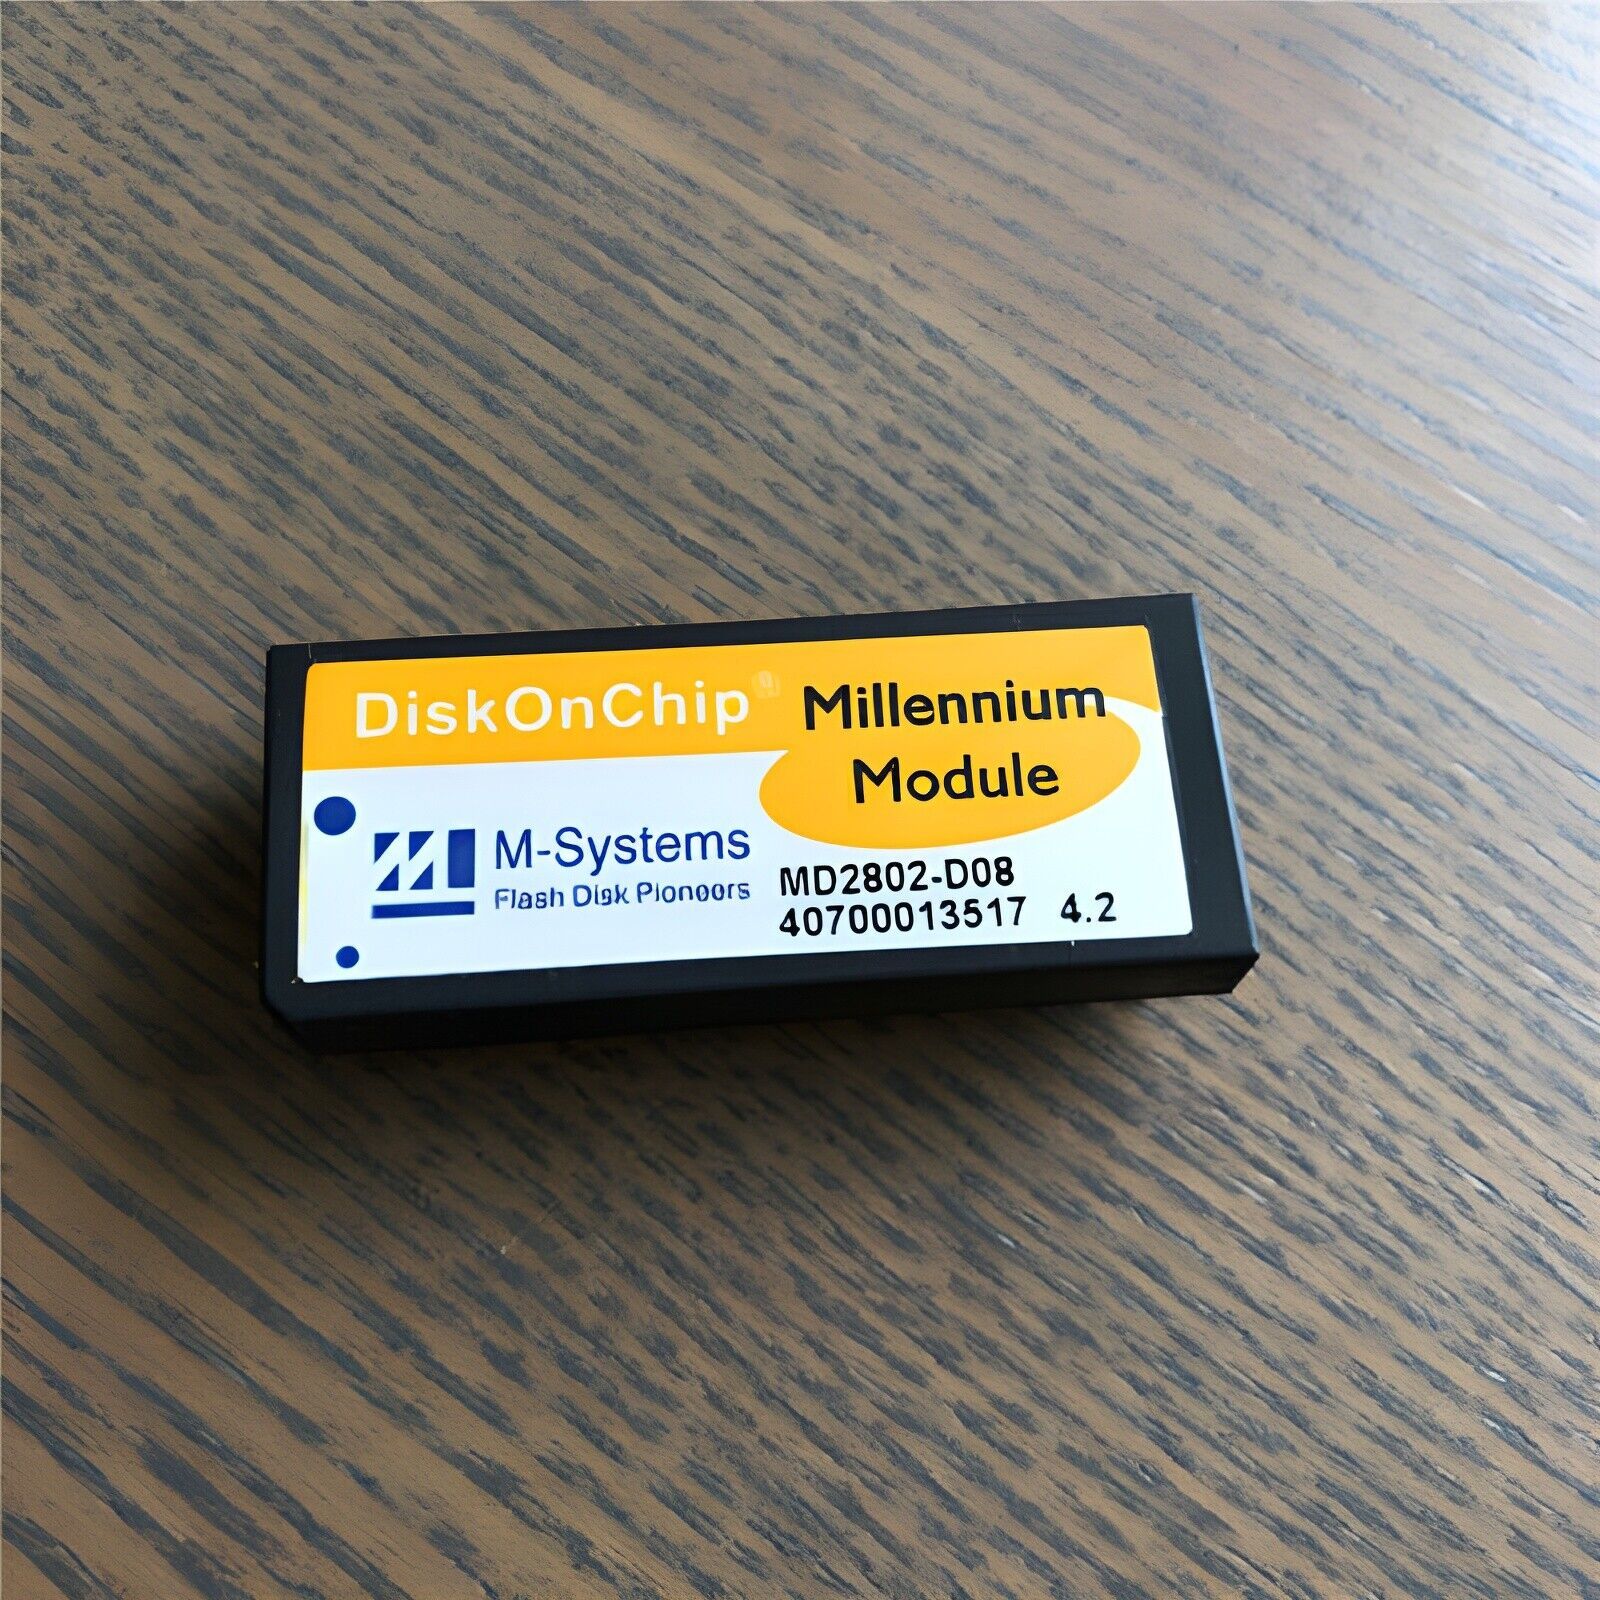 DiskOnChip® Millennium
Module
M-Systems
Flash Disk Pioneers
MD2802-D08
40700013517 4.2